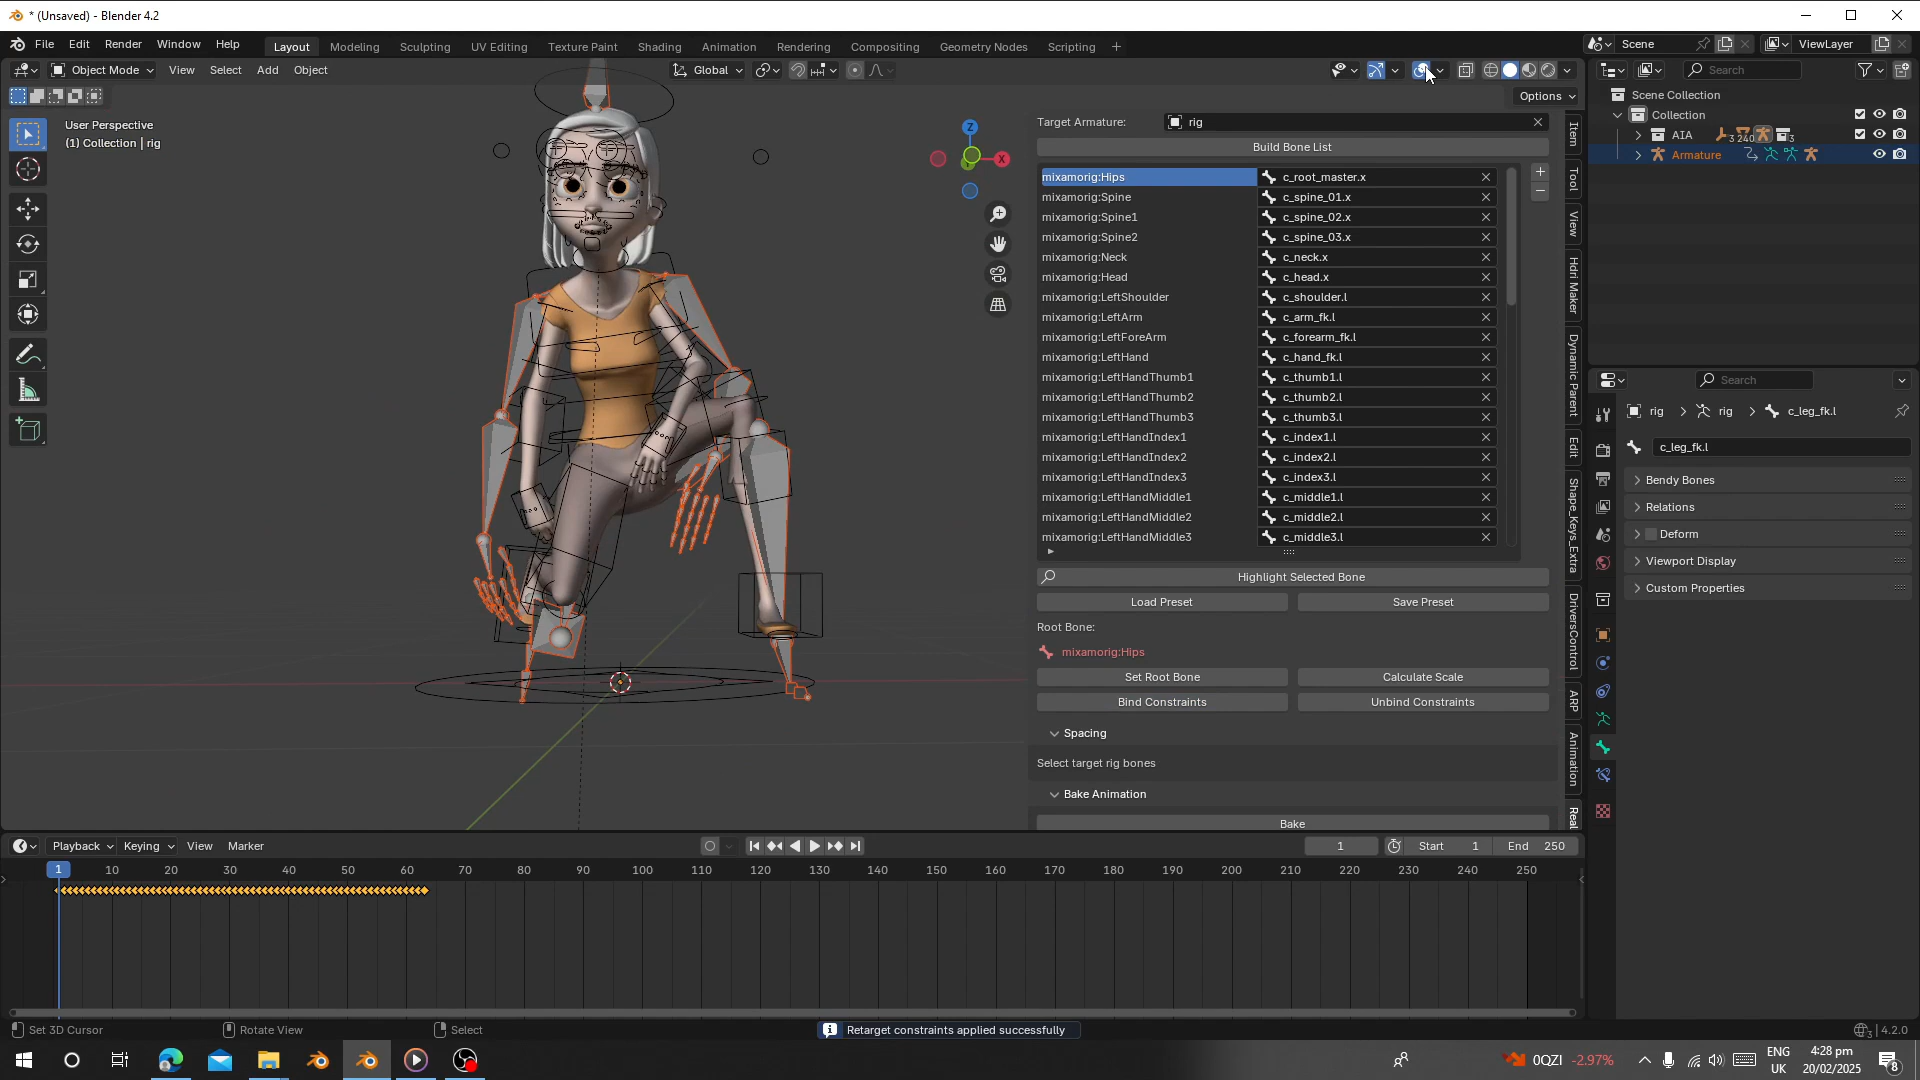 * (Unsaved) - Blender 4.2
File Edit Render Window Help
Layout Modeling Sculpting UV Editing Texture Paint Shading Animation Rendering Compositing Geometry Nodes Scripting +
Scene
ViewLayer
Object Mode View Select Add Object
Global
Search
Options
User Perspective
(1) Collection | rig
Z
X
Target Armature:
rig
Build Bone List
mixamorig:Hips c_root_master.x
mixamorig:Spine c_spine_01.x
mixamorig:Spine1 c_spine_02.x
mixamorig:Spine2 c_spine_03.x
mixamorig:Neck c_neck.x
mixamorig:Head c_head.x
mixamorig:LeftShoulder c_shoulder.l
mixamorig:LeftArm c_arm_fk.l
mixamorig:LeftForeArm c_forearm_fk.l
mixamorig:LeftHand c_hand_fk.l
mixamorig:LeftHandThumb1 c_thumb1.l
mixamorig:LeftHandThumb2 c_thumb2.l
mixamorig:LeftHandThumb3 c_thumb3.l
mixamorig:LeftHandIndex1 c_index1.l
mixamorig:LeftHandIndex2 c_index2.l
mixamorig:LeftHandIndex3 c_index3.l
mixamorig:LeftHandMiddle1 c_middle1.l
mixamorig:LeftHandMiddle2 c_middle2.l
mixamorig:LeftHandMiddle3 c_middle3.l
Highlight Selected Bone
Load Preset Save Preset
Root Bone:
mixamorig:Hips
Set Root Bone Calculate Scale
Bind Constraints Unbind Constraints
Spacing
Select target rig bones
Bake Animation
Bake
Item
Tool
View
Hdri Maker
Dynamic Parent
Edit
Shape_Keys_Extra
DriversControl
ARP
Animation
Real
Scene Collection
Collection
AIA 3 240 3
Armature
Search
rig rig c_leg_fk.l
c_leg_fk.l
Bendy Bones
Relations
Deform
Viewport Display
Custom Properties
Playback Keying View Marker
1 Start 1 End 250
1 10 20 30 40 50 60 70 80 90 100 110 120 130 140 150 160 170 180 190 200 210 220 230 240 250
Set 3D Cursor Rotate View Select
Retarget constraints applied successfully
3 4.2.0
0QZI -2.97%
ENG
UK
4:28 pm
20/02/2025
8